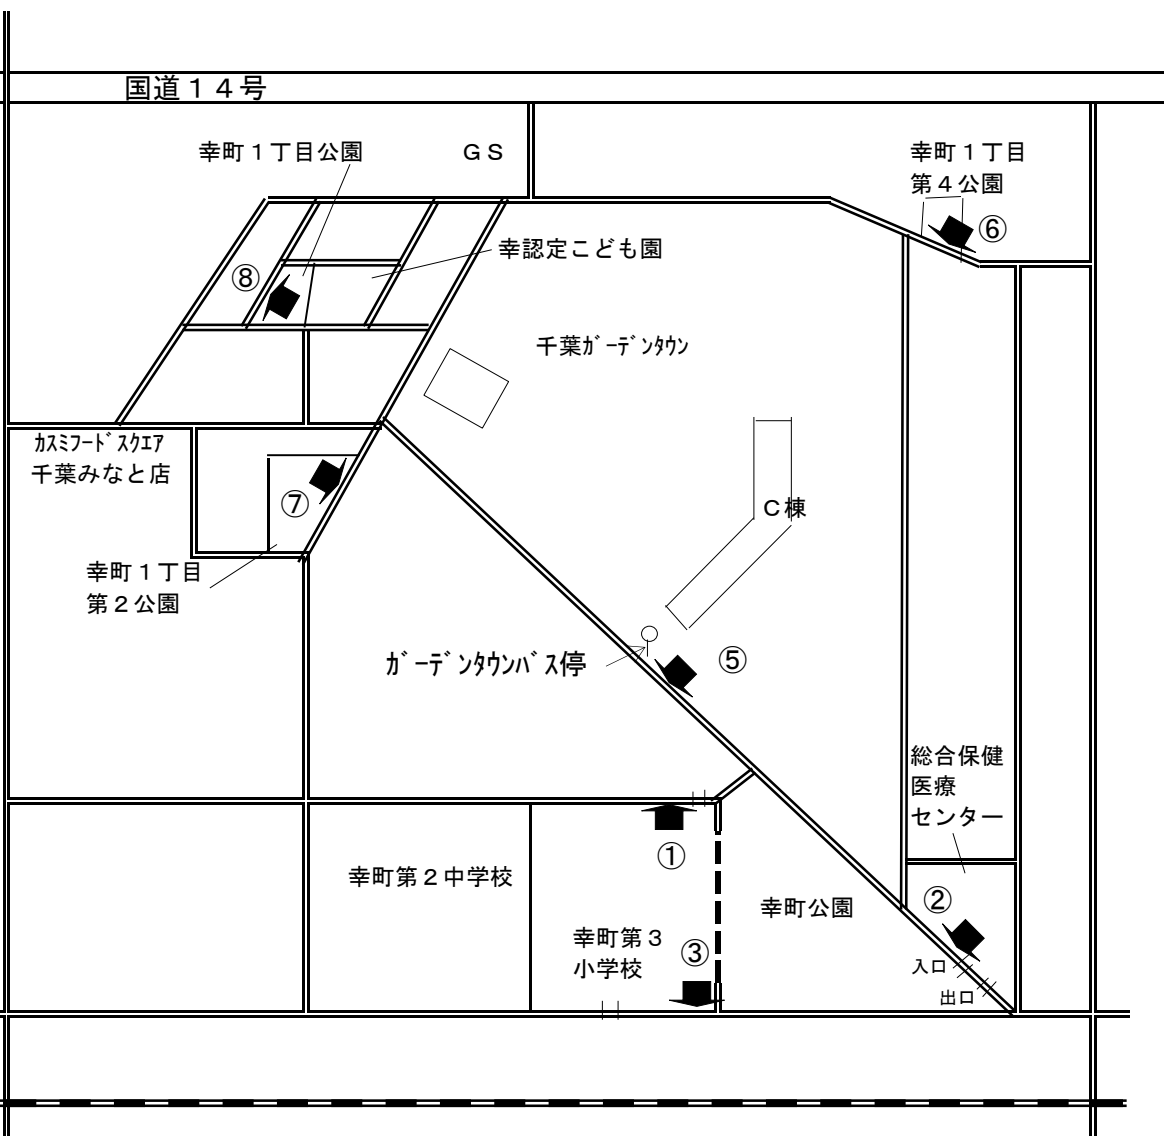 国道１４号
幸町１丁目公園
ＧＳ
幸町１丁目
第４公園
⑥
幸認定こども園
⑧
千葉ｶﾞｰﾃﾞﾝﾀｳﾝ
ｶｽﾐﾌｰﾄﾞｽｸｴｱ
千葉みなと店
⑦
Ｃ棟
幸町１丁目
第２公園
ｶﾞｰﾃﾞﾝﾀｳﾝﾊﾞｽ停
⑤
総合保健
医療
センター
①
幸町第２中学校
幸町公園
②
幸町第３
小学校
③
入口
出口